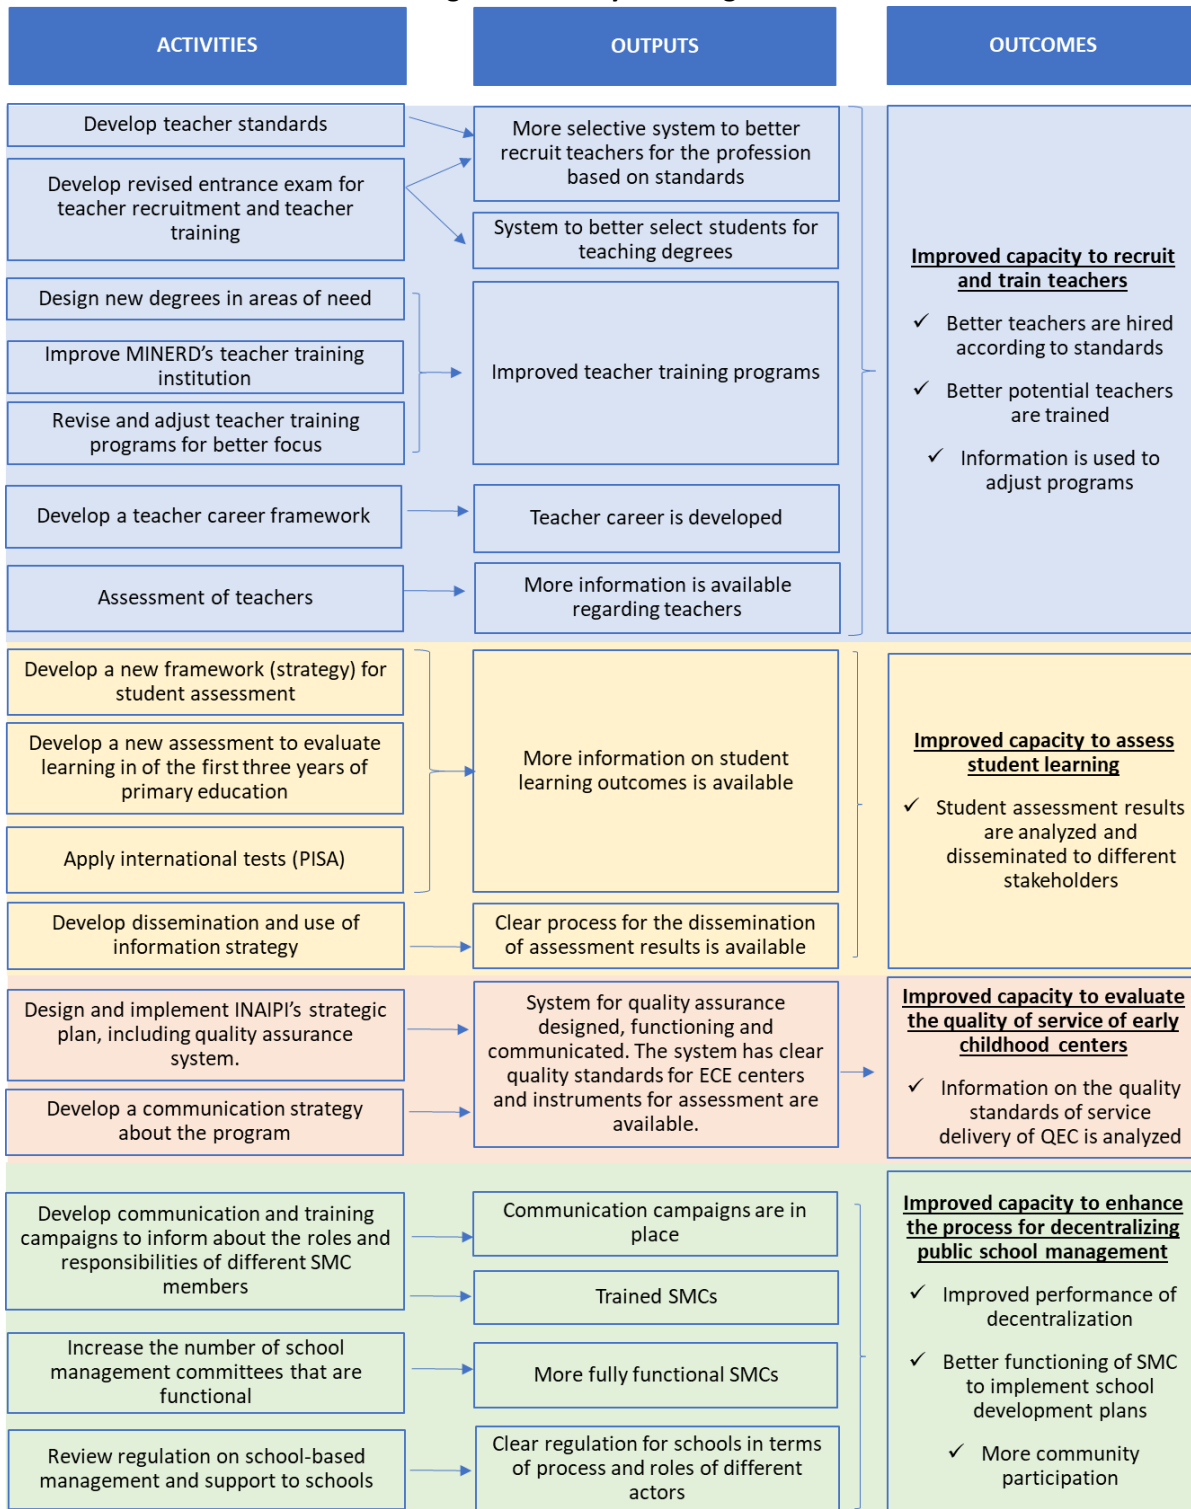 ACTIVITIES
OUTPUTS
OUTCOMES
Develop teacher standards
Develop revised entrance exam for
teacher recruitment and teacher
training
Design new degrees in areas of need
Improve MINERD's teacher training
institution
Revise and adjust teacher training
programs for better focus
Develop a teacher career framework
Assessment of teachers
More selective system to better
recruit teachers for the profession
based on standards
System to better select students for
teaching degrees
Improved teacher training programs
Teacher career is developed
More information is available
regarding teachers
Improved capacity to recruit
and train teachers
✓ Better teachers are hired
according to standards
✓ Better potential teachers
are trained
✓ Information is used to
adjust programs
Develop a new framework (strategy) for
student assessment
Develop a new assessment to evaluate
learning in of the first three years of
primary education
Apply international tests (PISA)
Develop dissemination and use of
information strategy
More information on student
learning outcomes is available
Clear process for the dissemination
of assessment results is available
Improved capacity to assess
student learning
✓ Student assessment results
are analyzed and
disseminated to different
stakeholders
Design and implement INAIPI's strategic
plan, including quality assurance
system.
Develop a communication strategy
about the program
System for quality assurance
designed, functioning and
communicated. The system has clear
quality standards for ECE centers
and instruments for assessment are
available.
Improved capacity to evaluate
the quality of service of early
childhood centers
✓ Information on the quality
standards of service
delivery of QEC is analyzed
Develop communication and training
campaigns to inform about the roles and
responsibilities of different SMC
members
Increase the number of school
management committees that are
functional
Review regulation on school-based
management and support to schools
Communication campaigns are in
place
Trained SMCs
More fully functional SMCs
Clear regulation for schools in terms
of process and roles of different
actors
Improved capacity to enhance
the process for decentralizing
public school management
✓ Improved performance of
decentralization
✓ Better functioning of SMC
to implement school
development plans
✓ More community
participation